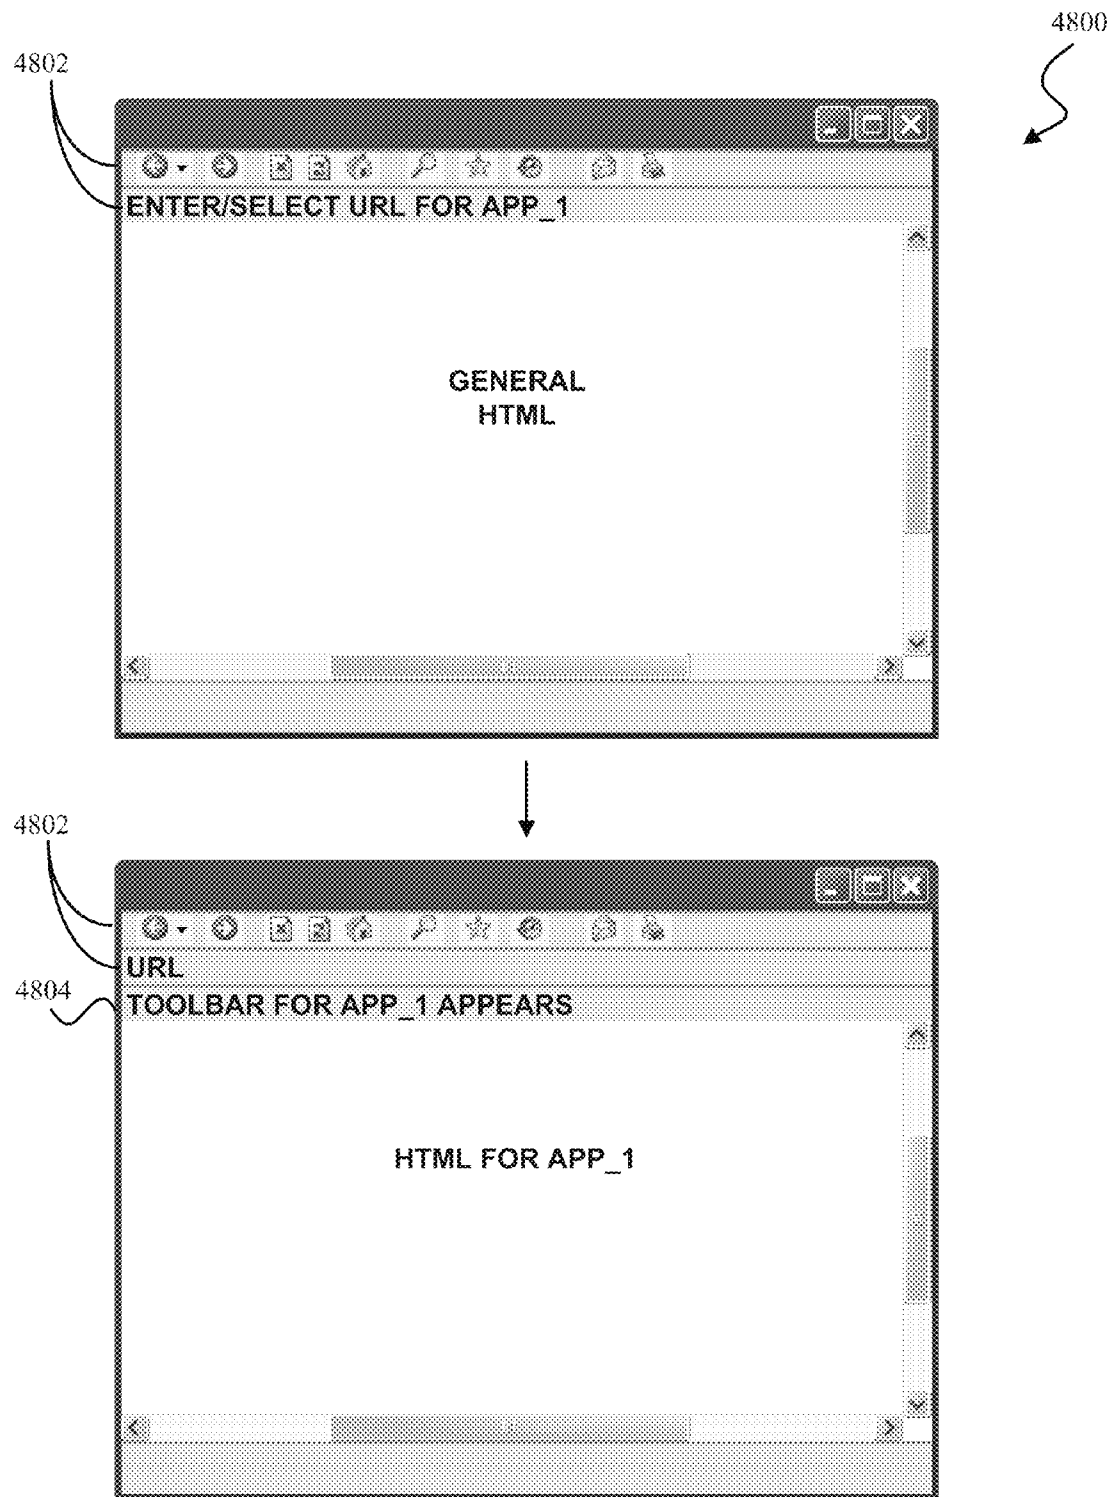 4800
4802
ENTER/SELECT URL FOR APP_1
GENERAL
HTML
4802
URL
4804
TOOLBAR FOR APP_1 APPEARS
HTML FOR APP_1